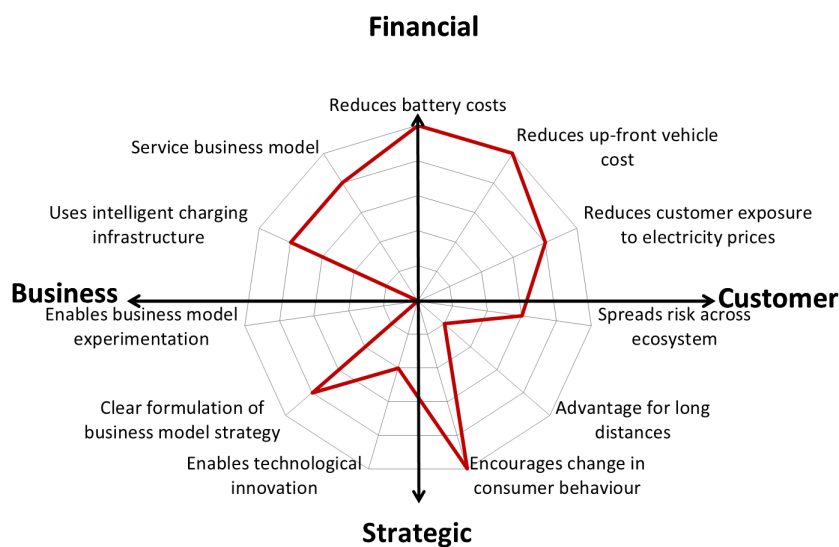 Financial
Reduces battery costs
Service business model
Reduces up-front vehicle
cost
Uses intelligent charging
infrastructure
Reduces customer exposure
to electricity prices
Business
Customer
Enables business model
experimentation
Spreads risk across
ecosystem
Clear formulation of
business model strategy
Advantage for long
distances
Enables technological
innovation
Encourages change in
consumer behaviour
Strategic